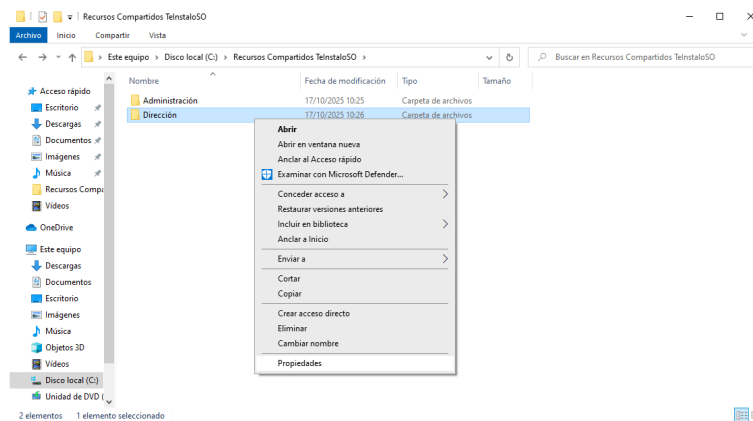 Recursos Compartidos TeInstaloSO
Archivo Inicio Compartir Vista
Este equipo > Disco local (C:) > Recursos Compartidos TeInstaloSO >
Buscar en Recursos Compartidos TeInstaloSO
Nombre Fecha de modificación Tipo Tamaño
Administración 17/10/2025 10:25 Carpeta de archivos
Dirección 17/10/2025 10:26 Carpeta de archivos
Acceso rápido
Escritorio
Descargas
Documentos
Imágenes
Música
Recursos Compa
Vídeos
OneDrive
Este equipo
Descargas
Documentos
Escritorio
Imágenes
Música
Objetos 3D
Vídeos
Disco local (C:)
Unidad de DVD (
Abrir
Abrir en ventana nueva
Anclar al Acceso rápido
Examinar con Microsoft Defender...
Conceder acceso a
Restaurar versiones anteriores
Incluir en biblioteca
Anclar a Inicio
Enviar a
Cortar
Copiar
Crear acceso directo
Eliminar
Cambiar nombre
Propiedades
2 elementos 1 elemento seleccionado